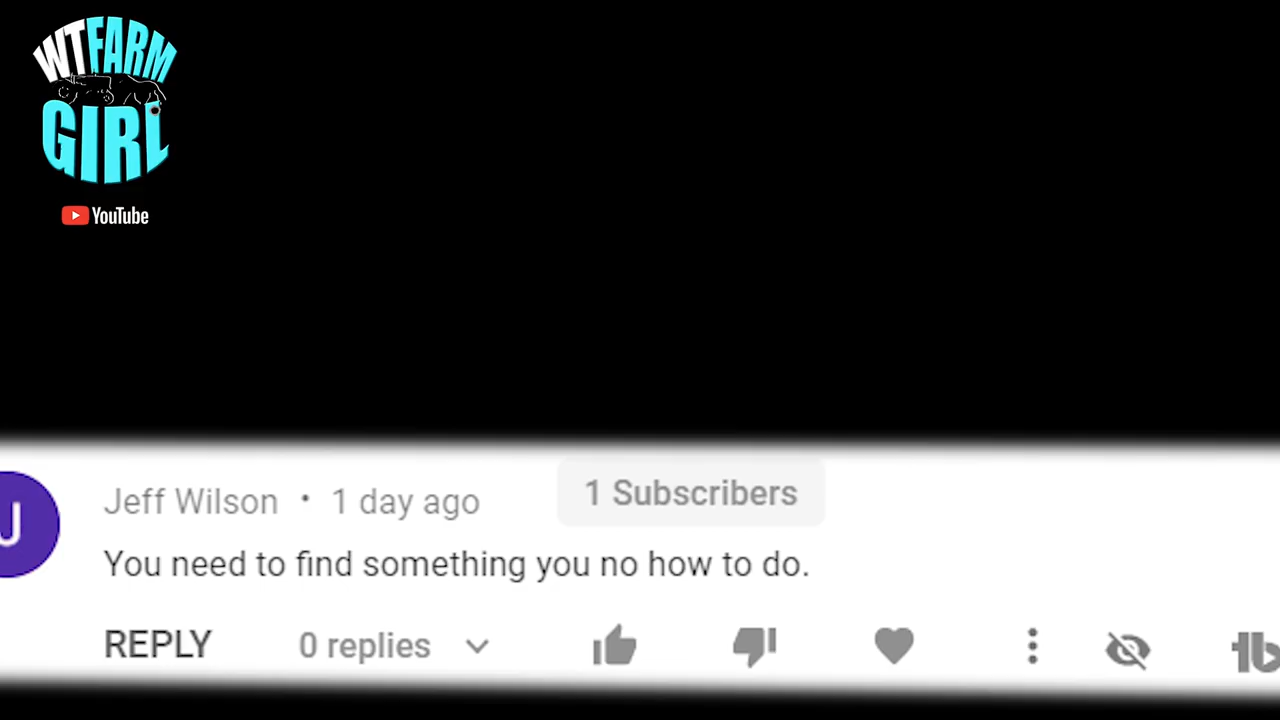 WTFARM
GIRL
YouTube
J
Jeff Wilson • 1 day ago
1 Subscribers
You need to find something you no how to do.
REPLY
0 replies